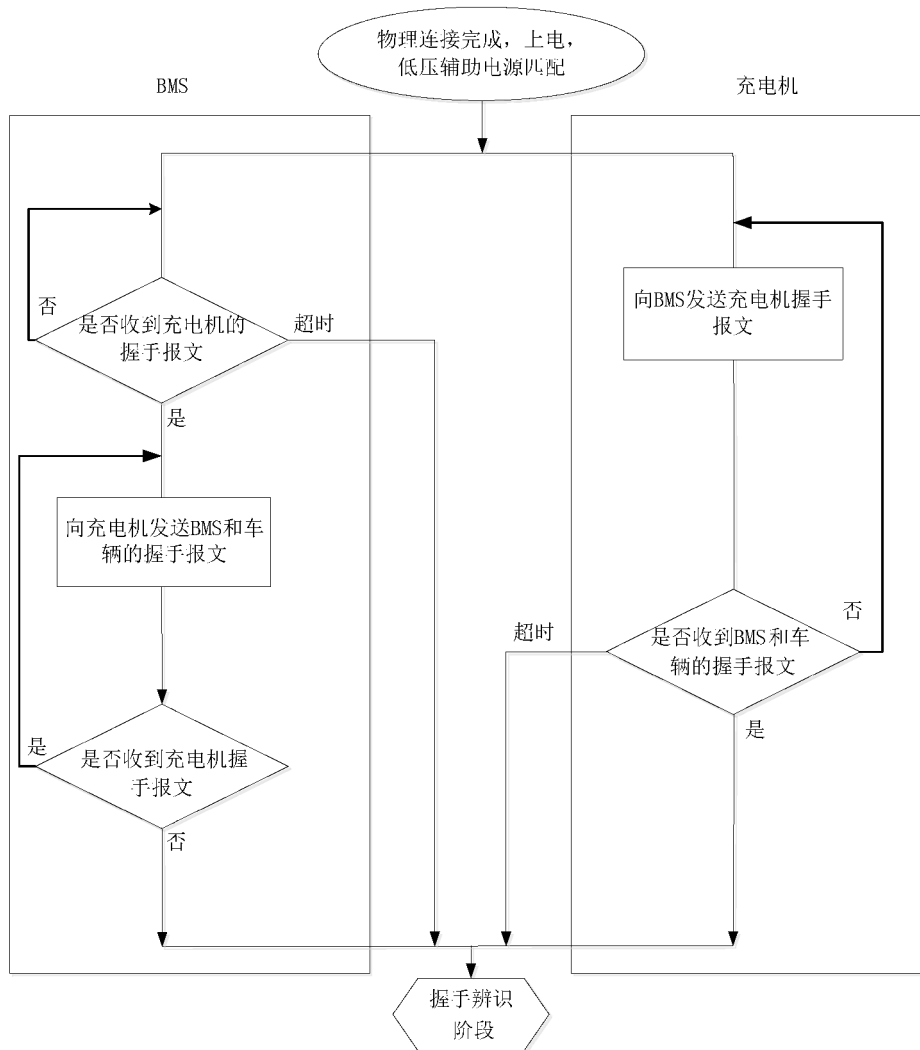 物理连接完成，上电，
低压辅助电源匹配
BMS
充电机
否
是否收到充电机的
握手报文
超时
是
向BMS发送充电机握手
报文
向充电机发送BMS和车
辆的握手报文
超时
是否收到BMS和车
辆的握手报文
否
是
是
是否收到充电机握
手报文
否
握手辨识
阶段